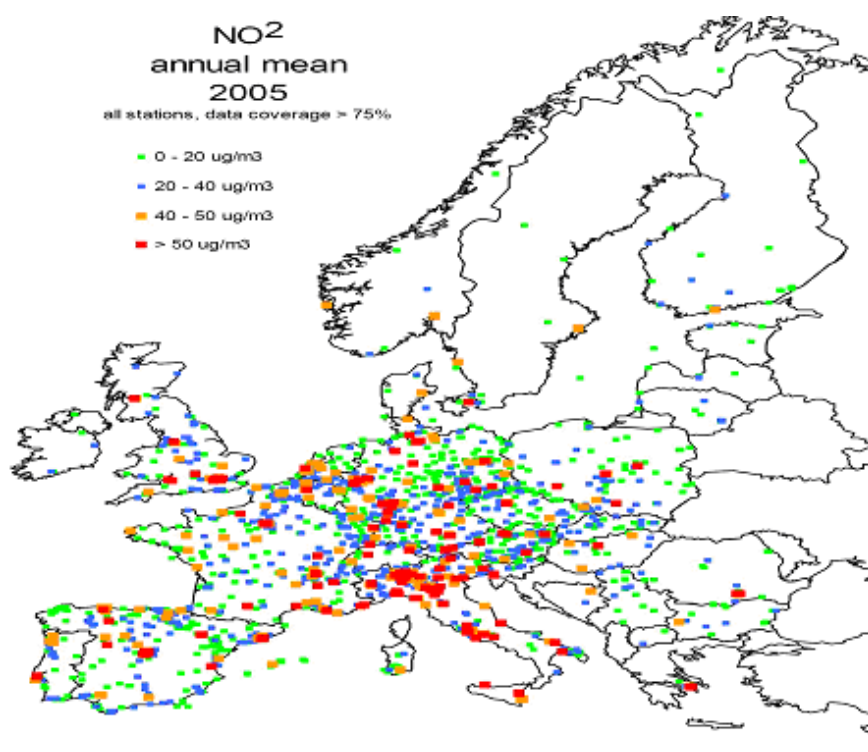 NO²
annual mean
2005
all stations, data coverage > 75%
0 - 20 ug/m3
20 - 40 ug/m3
40 - 50 ug/m3
> 50 ug/m3